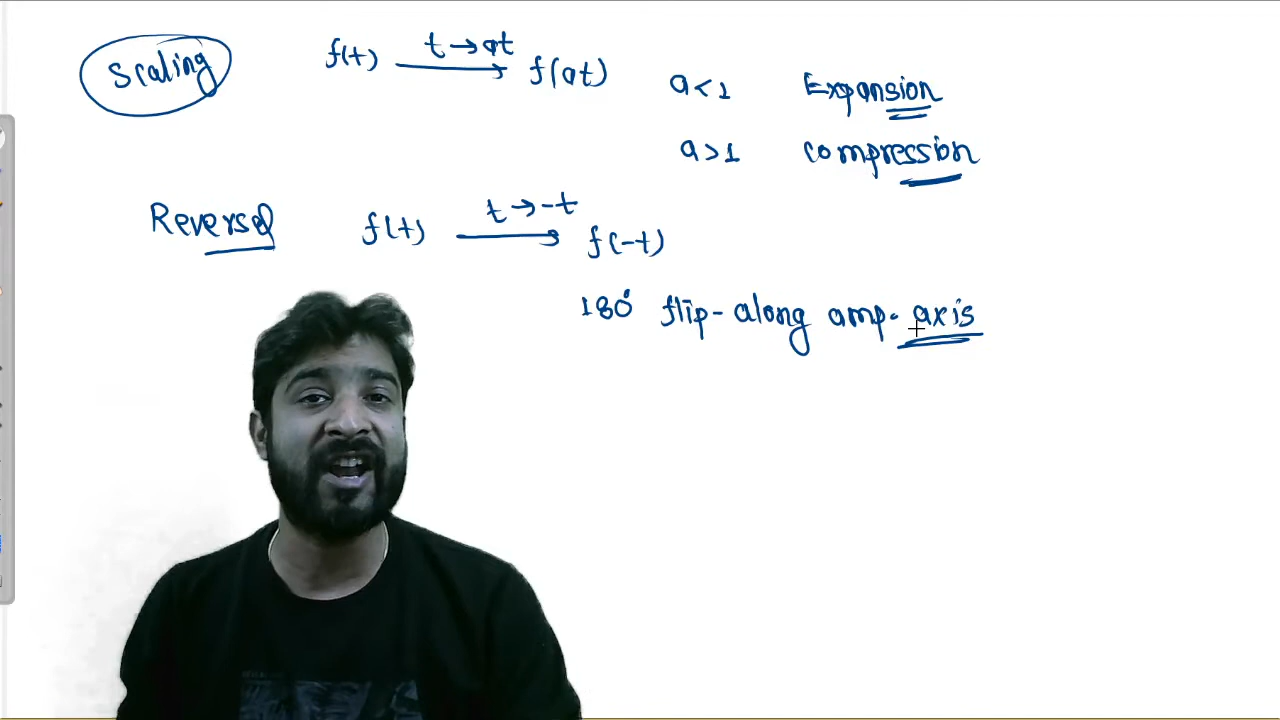 Scaling f(t) t→at f(at) a<1 Expansion
a>1 compression
Reversal f(t) t→-t f(-t)
180° flip-along amp. axis